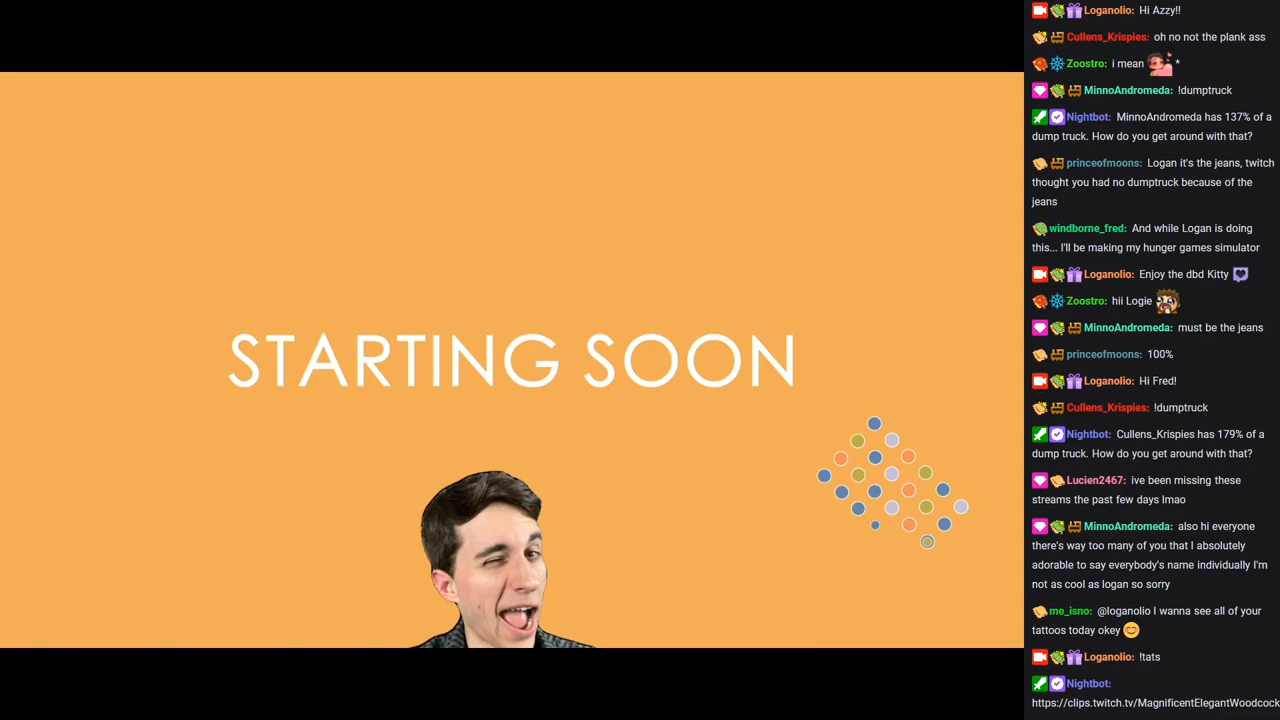 STARTING SOON
Loganolio: Hi Azzy!!
Cullens_Krispies: oh no not the plank ass
Zoostro: i mean *
MinnoAndromeda: !dumptruck
Nightbot: MinnoAndromeda has 137% of a
dump truck. How do you get around with that?
princeofmoons: Logan it's the jeans, twitch
thought you had no dumptruck because of the
jeans
windborne_fred: And while Logan is doing
this... I'll be making my hunger games simulator
Loganolio: Enjoy the dbd Kitty
Zoostro: hii Logie
MinnoAndromeda: must be the jeans
princeofmoons: 100%
Loganolio: Hi Fred!
Cullens_Krispies: !dumptruck
Nightbot: Cullens_Krispies has 179% of a
dump truck. How do you get around with that?
Lucien2467: ive been missing these
streams the past few days lmao
MinnoAndromeda: also hi everyone
there's way too many of you that I absolutely
adorable to say everybody's name individually I'm
not as cool as logan so sorry
me_isno: @loganolio I wanna see all of your
tattoos today okey
Loganolio: !tats
Nightbot:
https://clips.twitch.tv/MagnificentElegantWoodcock